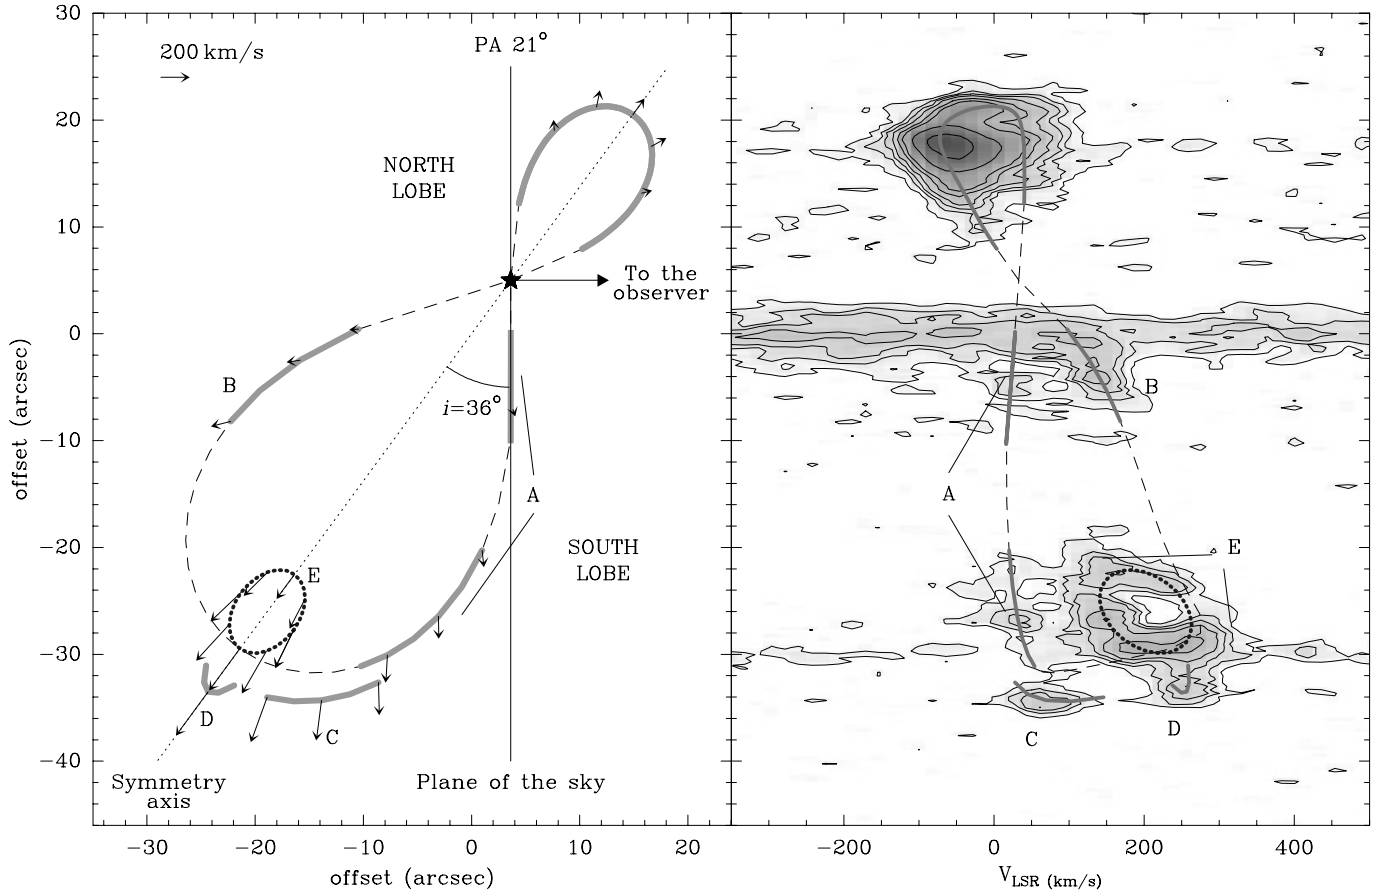 30
20
10
0
−10
−20
−30
−40
offset (arcsec)
200 km/s
PA 21°
NORTH
LOBE
To the
observer
B
i=36°
A
SOUTH
LOBE
E
D
C
Symmetry
axis
Plane of the sky
−30
−20
−10
0
10
20
offset (arcsec)
B
A
E
D
C
−200
0
200
400
VLSR (km/s)